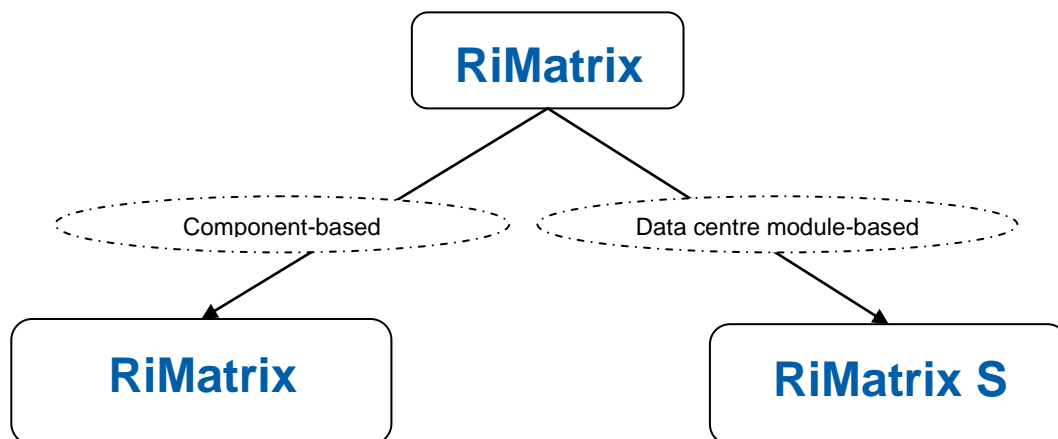 RiMatrix
Component-based
Data centre module-based
RiMatrix
RiMatrix S